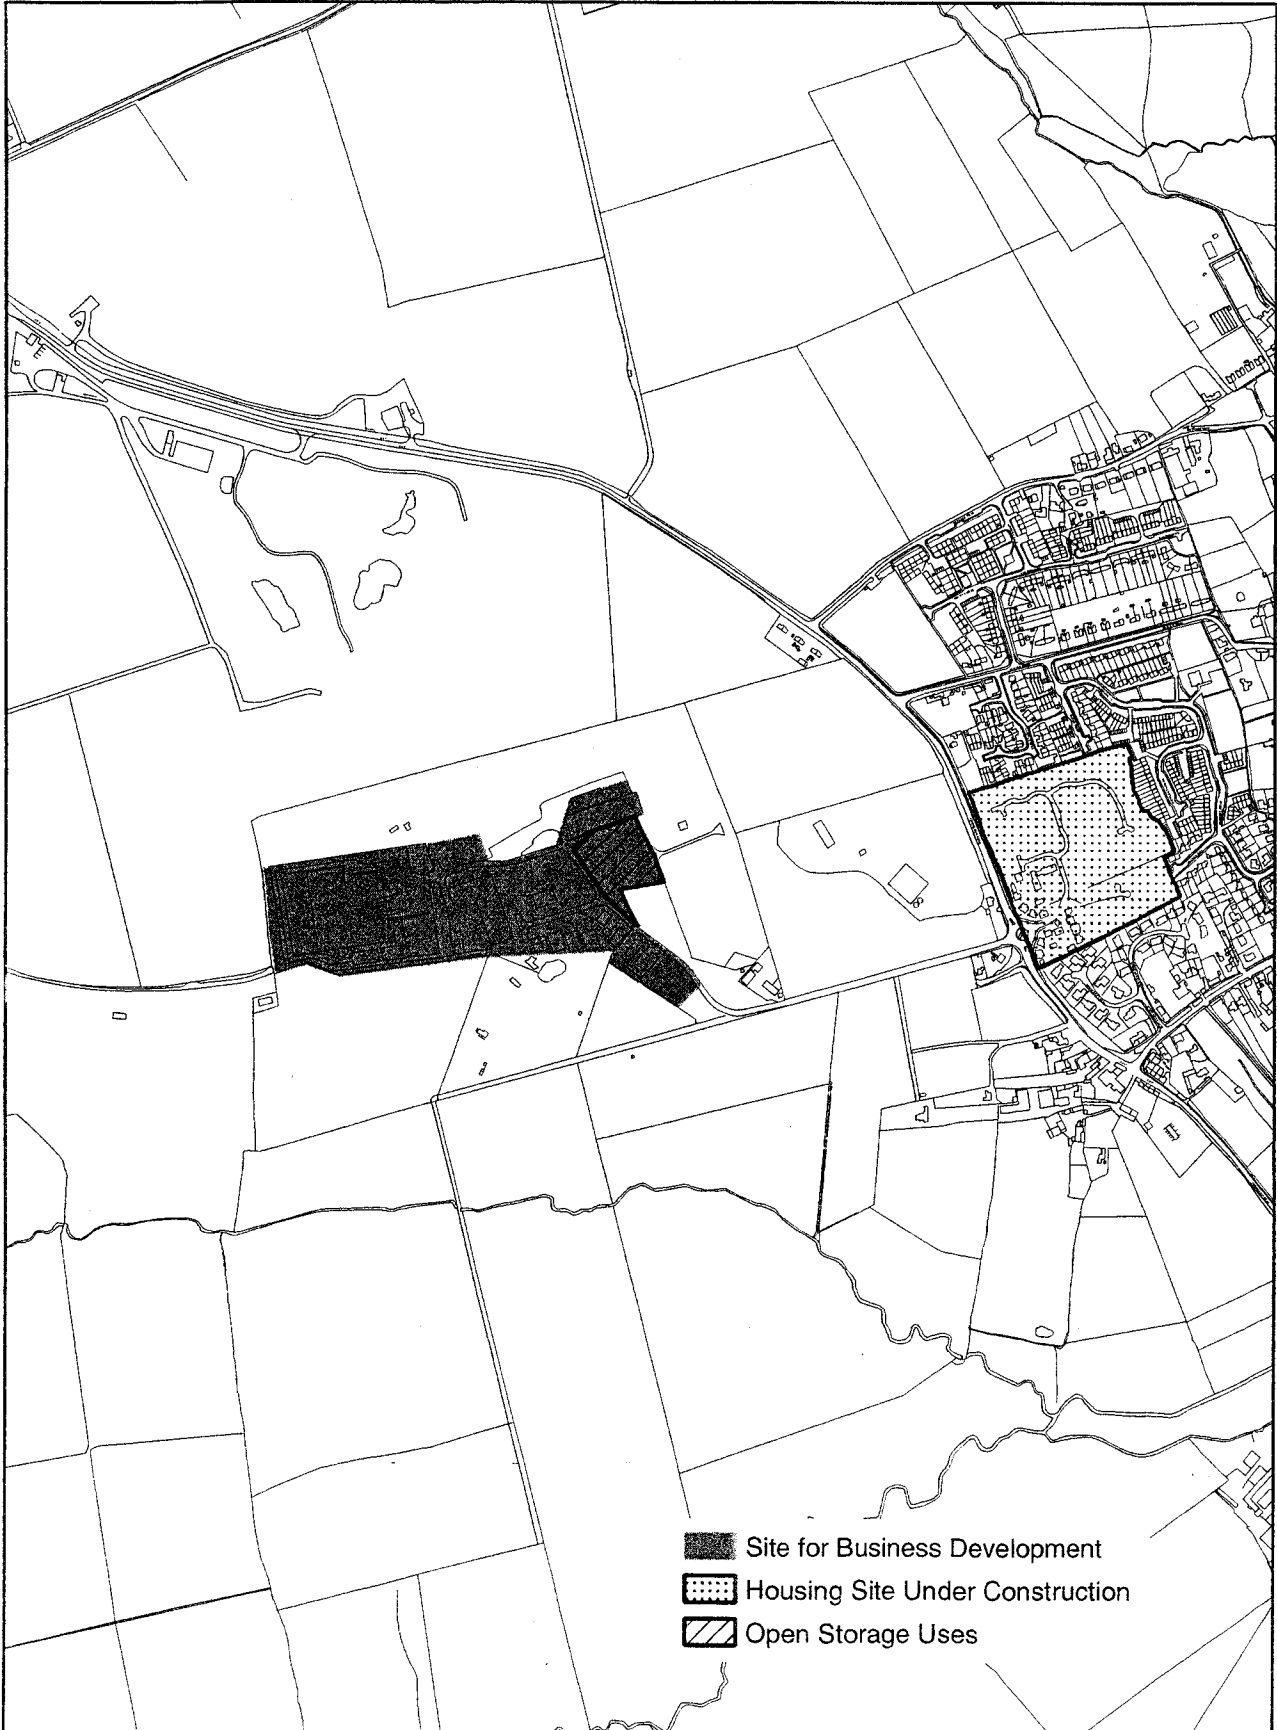 Site for Business Development
Housing Site Under Construction
Open Storage Uses